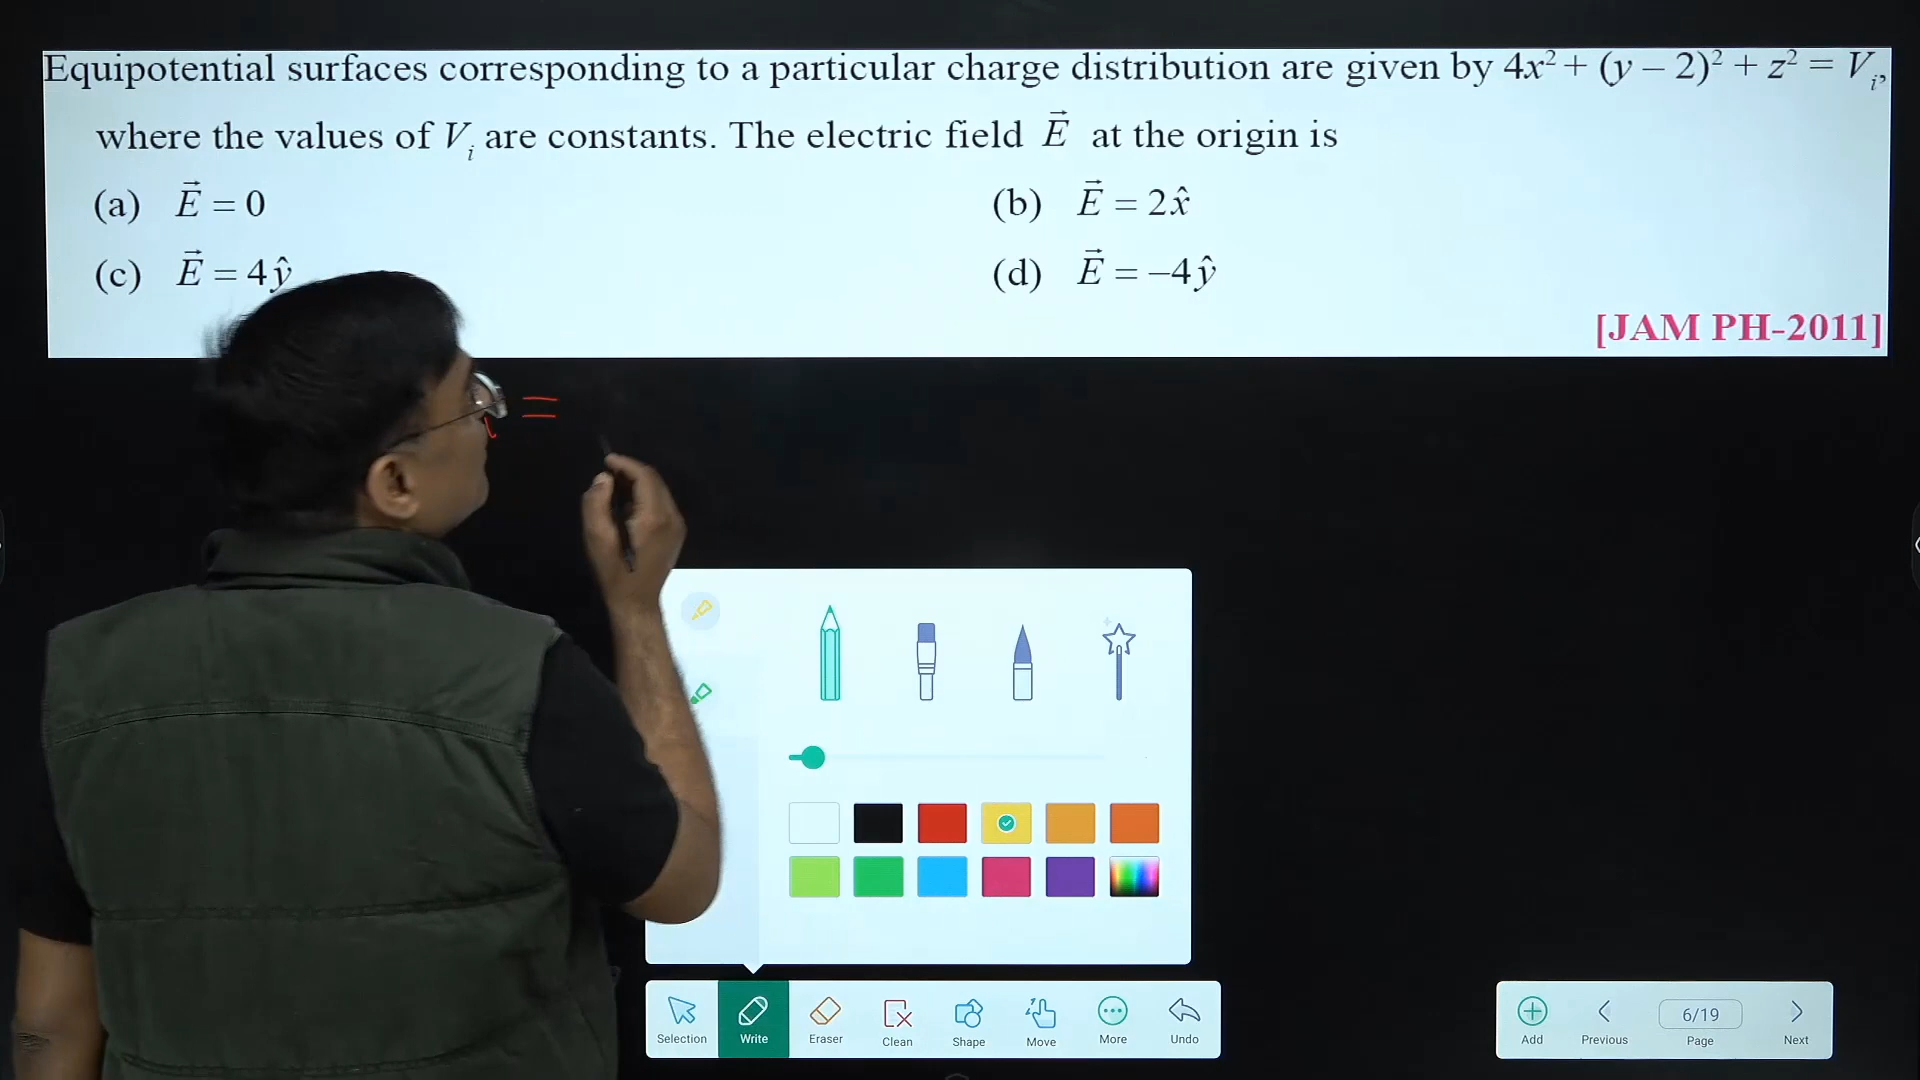 Equipotential surfaces corresponding to a particular charge distribution are given by 4x² + (y – 2)² + z² = Vᵢ,
where the values of Vᵢ are constants. The electric field E⃗ at the origin is
(a) E⃗ = 0
(b) E⃗ = 2x̂
(c) E⃗ = 4ŷ
(d) E⃗ = –4ŷ
[JAM PH-2011]
=
Selection
Write
Eraser
Clean
Shape
Move
More
Undo
Add
Previous
6/19
Page
Next